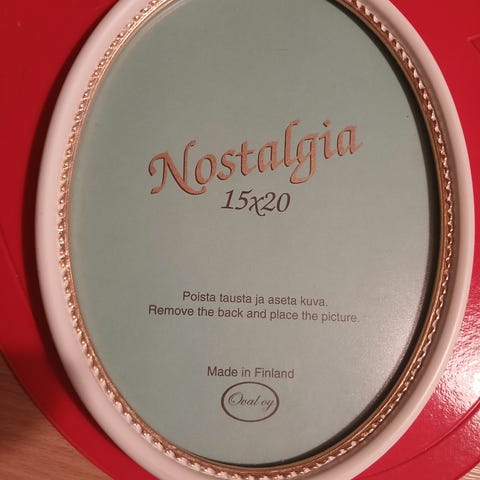 Nostalgia
15x20
Poista tausta ja aseta kuva.
Remove the back and place the picture.
Made in Finland
Oval oy